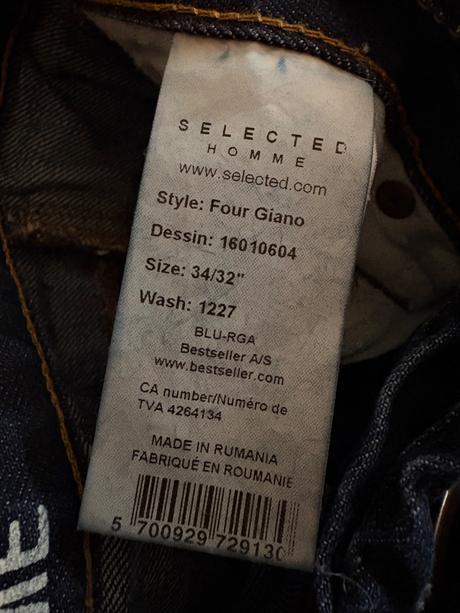 SELECTED
HOMME
www.selected.com
Style: Four Giano
Dessin: 16010604
Size: 34/32"
Wash: 1227
BLU-RGA
Bestseller A/S
www.bestseller.com
CA number/Numéro de
TVA 4264134
MADE IN RUMANIA
FABRIQUÉ EN ROUMANIE
5 700929 729130